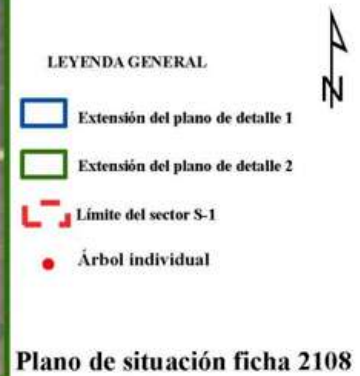 N
LEYENDA GENERAL
Extensión del plano de detalle 1
Extensión del plano de detalle 2
Límite del sector S-1
Árbol individual
Plano de situación ficha 2108